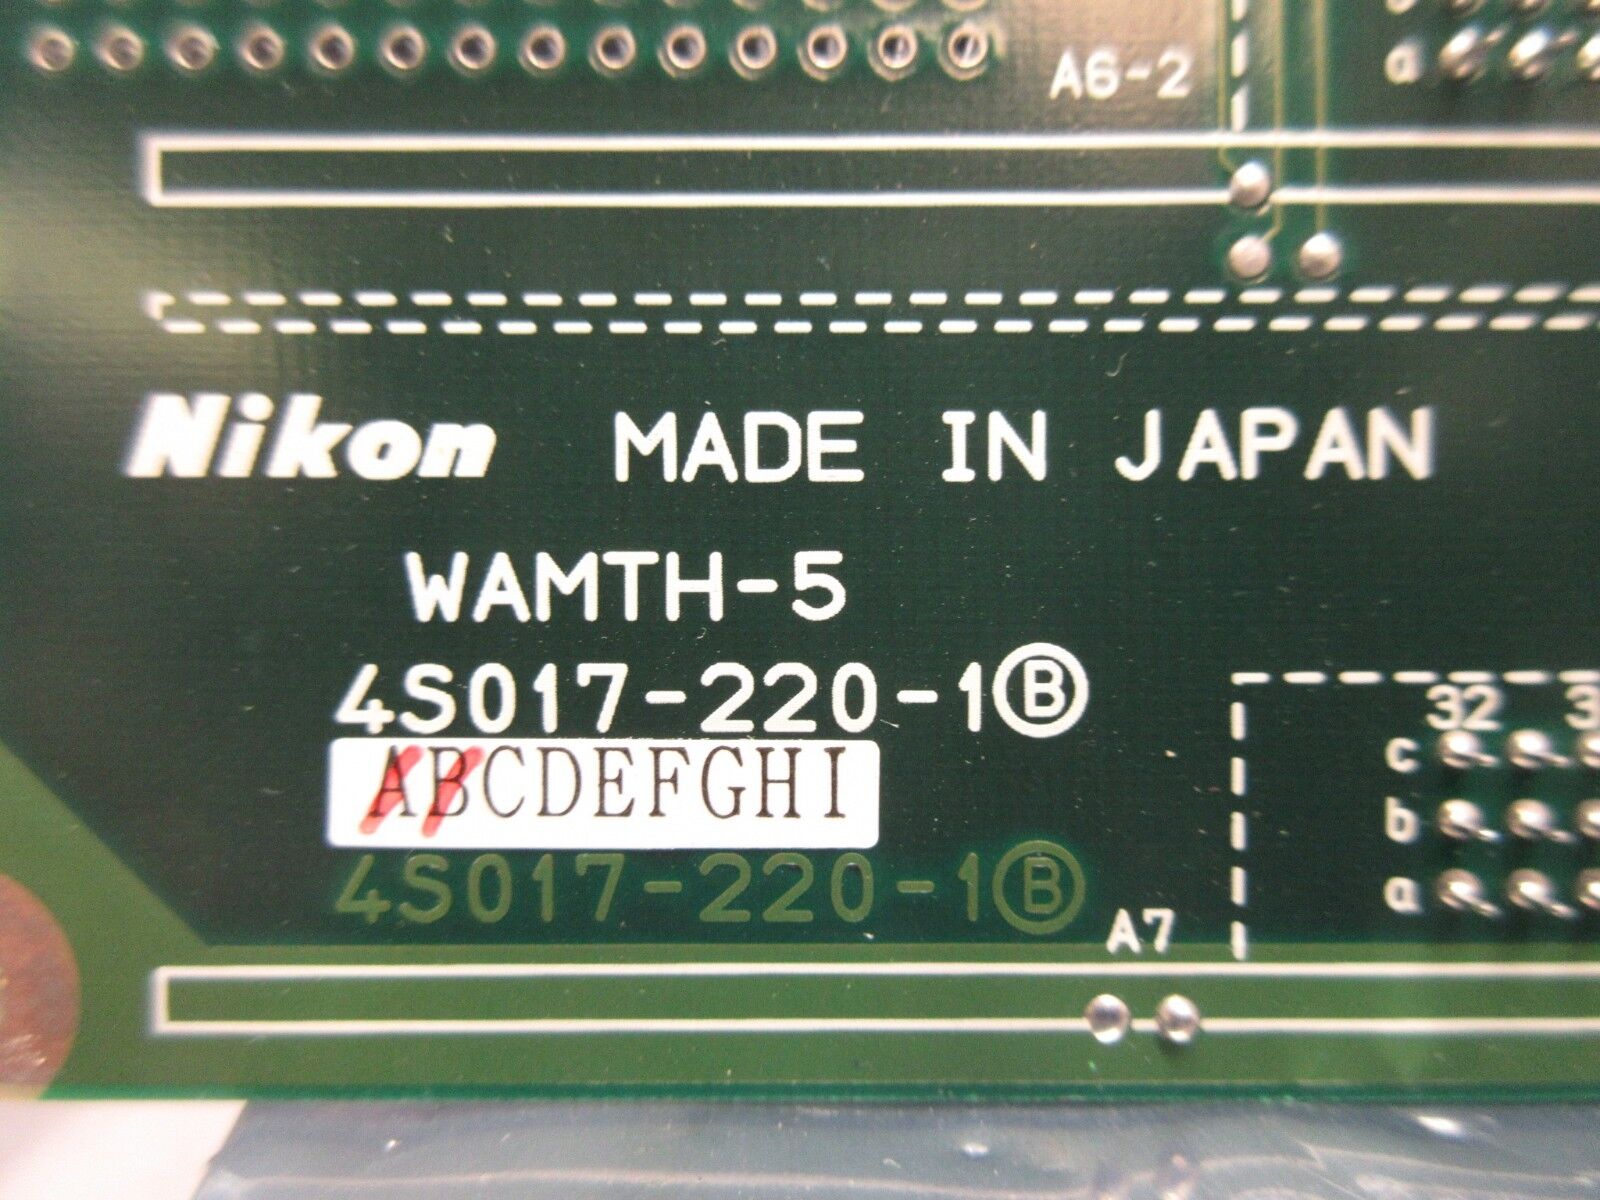 A6-2
a
Nikon MADE IN JAPAN
WAMTH-5
4S017-220-1Ⓑ
ABCDEFGHI
4S017-220-1Ⓑ
32
c
b
a
A7